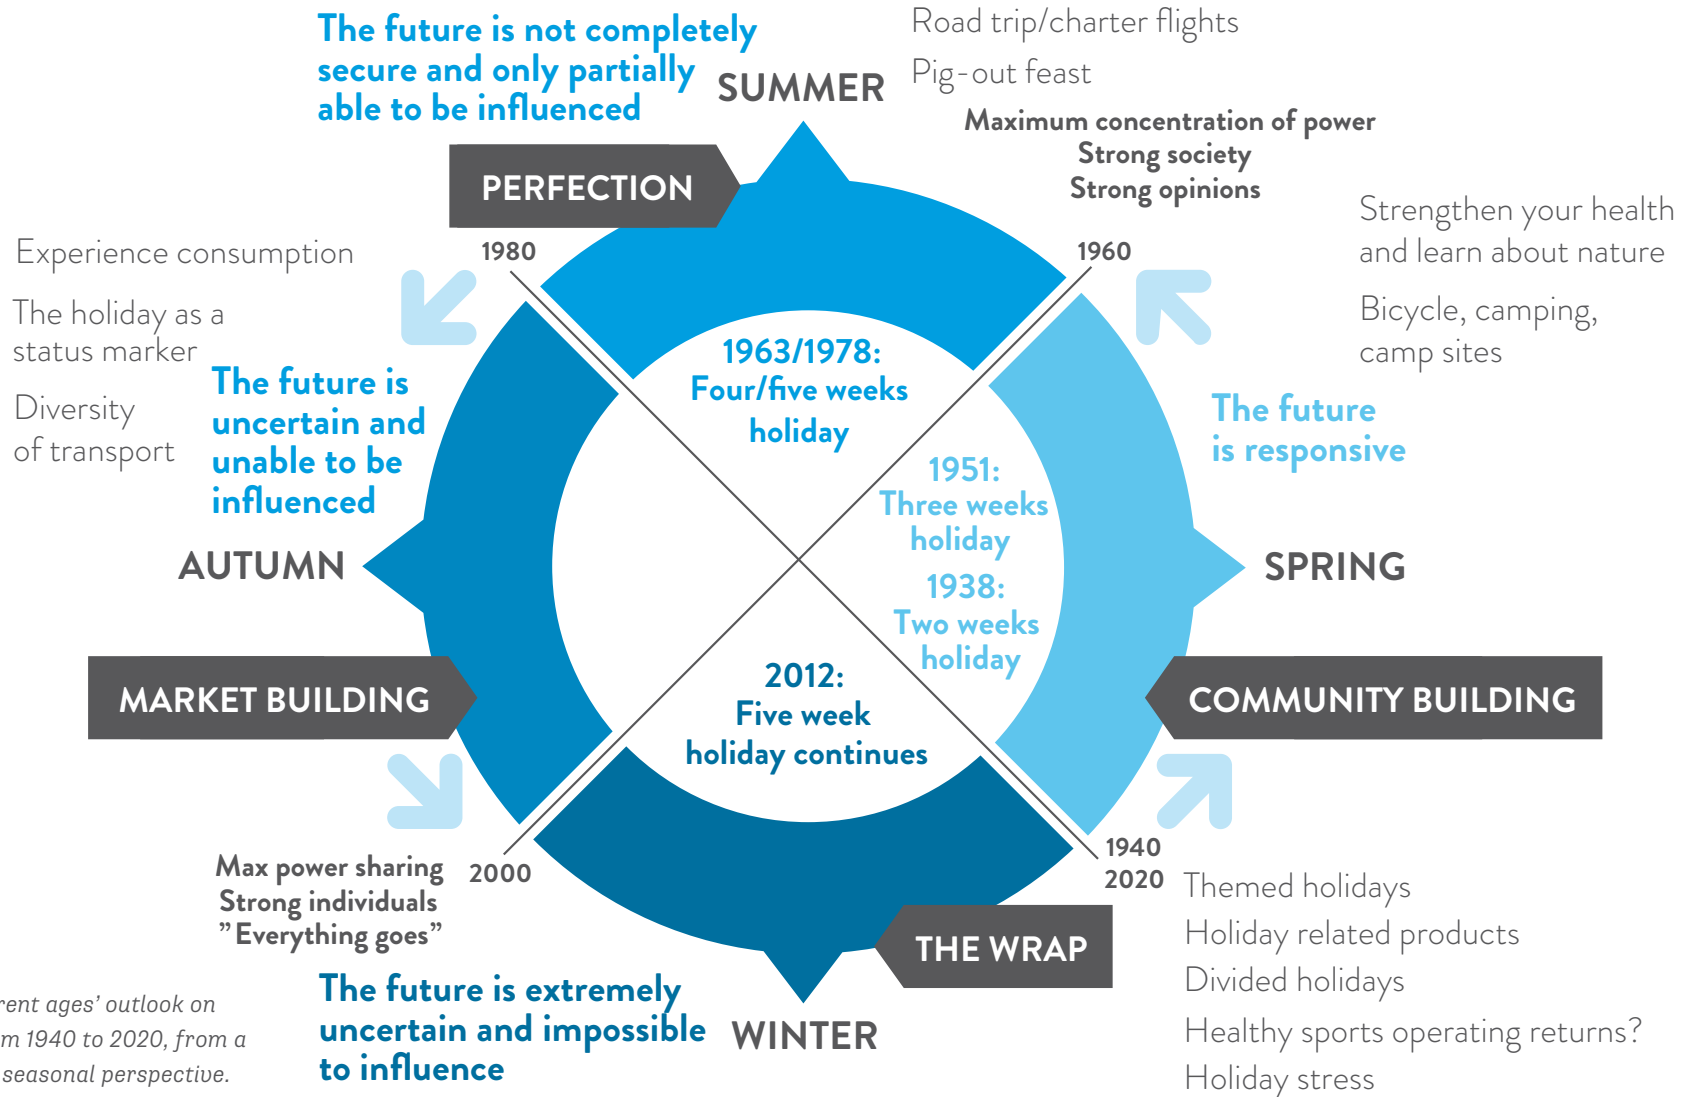 The future is not completely
secure and only partially
able to be influenced
SUMMER
Road trip/charter flights
Pig-out feast
Maximum concentration of power
Strong society
Strong opinions
PERFECTION
1980
1960
Strengthen your health
and learn about nature
Bicycle, camping,
camp sites
Experience consumption
The holiday as a
status marker
Diversity
of transport
The future is
uncertain and
unable to be
influenced
1963/1978:
Four/five weeks
holiday
The future
is responsive
1951:
Three weeks
holiday
1938:
Two weeks
holiday
AUTUMN
SPRING
MARKET BUILDING
2012:
Five week
holiday continues
COMMUNITY BUILDING
Max power sharing
Strong individuals
”Everything goes”
2000
1940
2020
THE WRAP
Themed holidays
Holiday related products
Divided holidays
Healthy sports operating returns?
Holiday stress
The future is extremely
uncertain and impossible
to influence
WINTER
rent ages’ outlook on
m 1940 to 2020, from a
seasonal perspective.